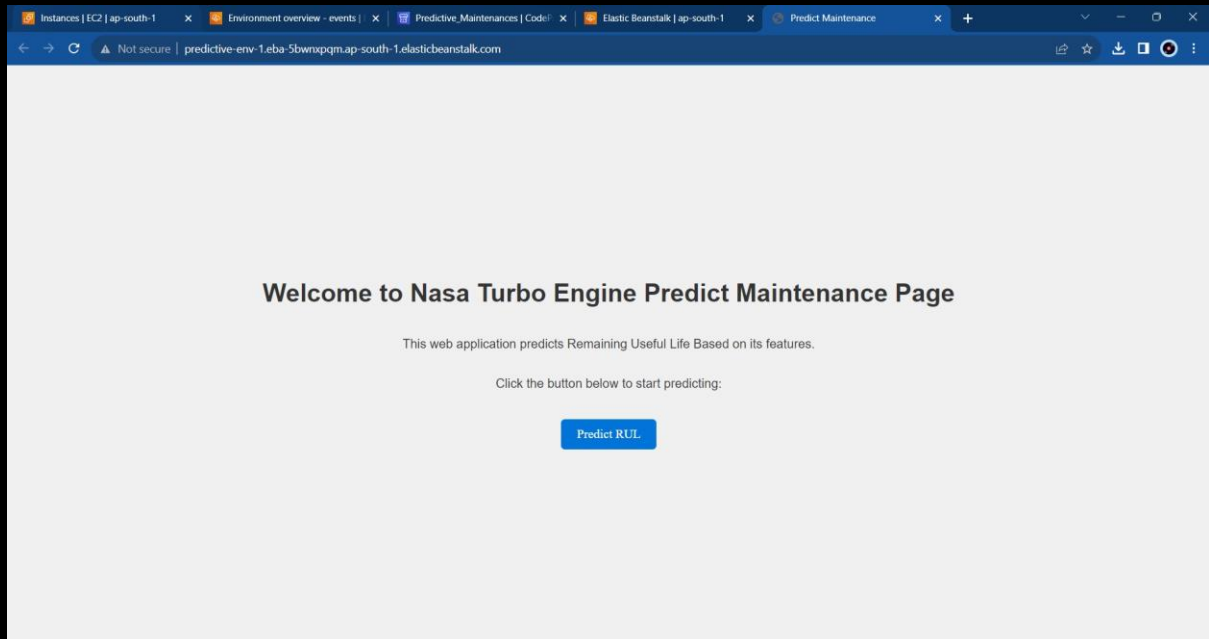 Instances | EC2 | ap-south-1
Environment overview - events |
Predictive_Maintenances | CodeP
Elastic Beanstalk | ap-south-1
Predict Maintenance
Not secure | predictive-env-1.eba-5bwnxpqm.ap-south-1.elasticbeanstalk.com
Welcome to Nasa Turbo Engine Predict Maintenance Page
This web application predicts Remaining Useful Life Based on its features.
Click the button below to start predicting:
Predict RUL